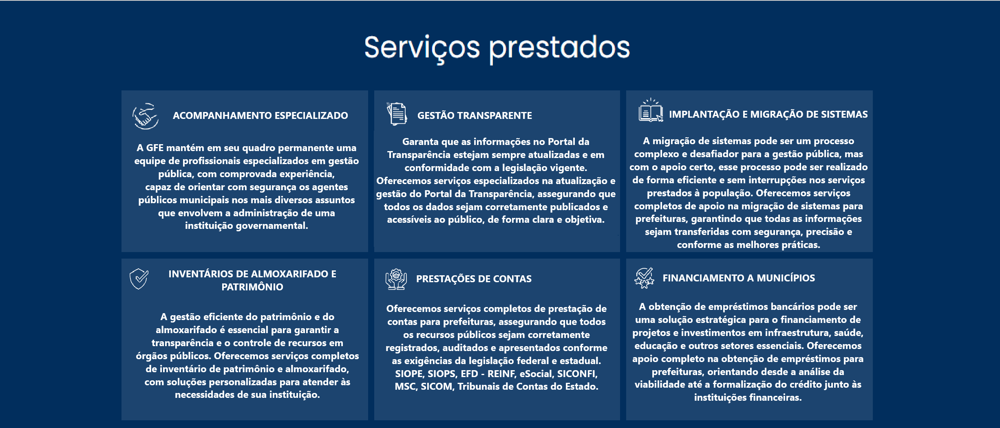 Serviços prestados
ACOMPANHAMENTO ESPECIALIZADO
A GFE mantém em seu quadro permanente uma
equipe de profissionais especializados em gestão
pública, com comprovada experiência,
capaz de orientar com segurança os agentes
públicos municipais nos mais diversos assuntos
que envolvem a administração de uma
instituição governamental.
GESTÃO TRANSPARENTE
Garanta que as informações no Portal da
Transparência estejam sempre atualizadas e em
conformidade com a legislação vigente.
Oferecemos serviços especializados na atualização e
gestão do Portal da Transparência, assegurando que
todos os dados sejam corretamente publicados e
acessíveis ao público, de forma clara e objetiva.
IMPLANTAÇÃO E MIGRAÇÃO DE SISTEMAS
A migração de sistemas pode ser um processo
complexo e desafiador para a gestão pública, mas
com o apoio certo, esse processo pode ser realizado
de forma eficiente e sem interrupções nos serviços
prestados à população. Oferecemos serviços
completos de apoio na migração de sistemas para
prefeituras, garantindo que todas as informações
sejam transferidas com segurança, precisão e
conforme as melhores práticas.
INVENTÁRIOS DE ALMOXARIFADO E
PATRIMÔNIO
A gestão eficiente do patrimônio e do
almoxarifado é essencial para garantir a
transparência e o controle de recursos em
órgãos públicos. Oferecemos serviços completos
de inventário de patrimônio e almoxarifado,
com soluções personalizadas para atender às
necessidades de sua instituição.
PRESTAÇÕES DE CONTAS
Oferecemos serviços completos de prestação de
contas para prefeituras, assegurando que todos
os recursos públicos sejam corretamente
registrados, auditados e apresentados conforme
as exigências da legislação federal e estadual.
SIOPE, SIOPS, EFD - REINF, eSocial, SICONFI,
MSC, SICOM, Tribunais de Contas do Estado.
FINANCIAMENTO A MUNICÍPIOS
A obtenção de empréstimos bancários pode ser
uma solução estratégica para o financiamento de
projetos e investimentos em infraestrutura, saúde,
educação e outros setores essenciais. Oferecemos
apoio completo na obtenção de empréstimos para
prefeituras, orientando desde a análise da
viabilidade até a formalização do crédito junto às
instituições financeiras.